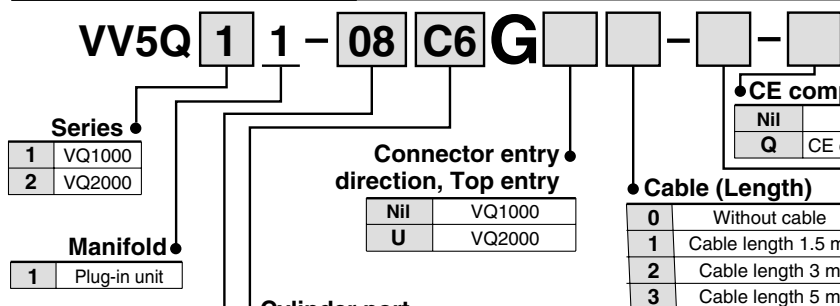 VV5Q 1 1 – 08 C6 G – –
CE
Nil
Q CE
Series
1 VQ1000
2 VQ2000
Connector entry
direction, Top entry
Nil VQ1000
U VQ2000
Cable (Length)
0 Without cable
1 Cable length 1.5 m
2 Cable length 3 m
3 Cable length 5 m
Manifold
1 Plug-in unit
Cylinder port